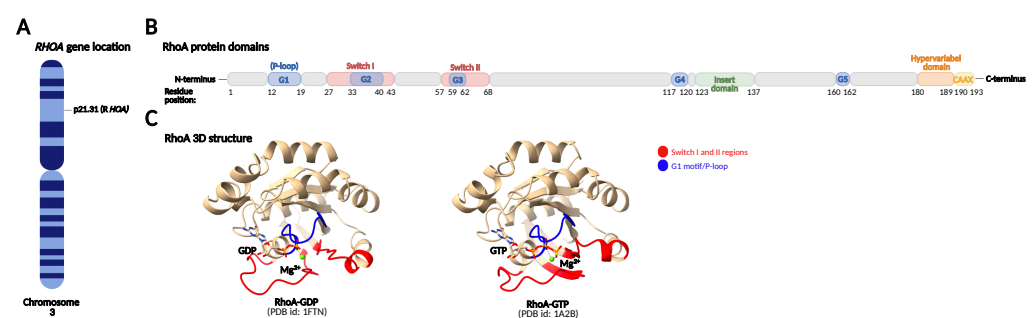 A
RHOA gene location
p21.31 (R HOA)
Chromosome
3
B
RhoA protein domains
(P-loop)
Switch I
Switch II
Hypervariabel
domain
N-terminus
G1
G2
G3
G4
Insert
domain
G5
CAAX
C-terminus
Residue
position:
1 12 19 27 33 40 43 57 59 62 68 117 120 123 137 160 162 180 189 190 193
C
RhoA 3D structure
Switch I and II regions
G1 motif/P-loop
GDP
Mg2+
RhoA-GDP
(PDB id: 1FTN)
GTP
Mg2+
RhoA-GTP
(PDB id: 1A2B)